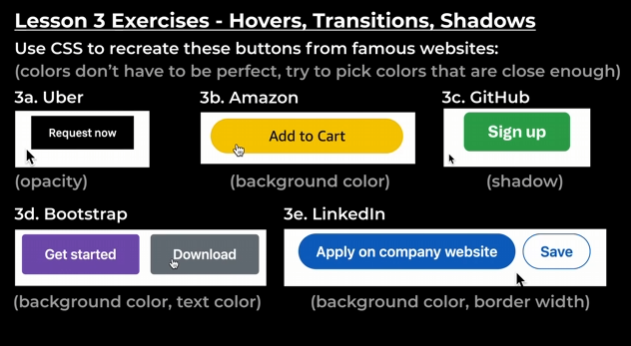 Lesson 3 Exercises - Hovers, Transitions, Shadows
Use CSS to recreate these buttons from famous websites:
(colors don't have to be perfect, try to pick colors that are close enough)
3a. Uber
Request now
(opacity)
3b. Amazon
Add to Cart
(background color)
3c. GitHub
Sign up
(shadow)
3d. Bootstrap
Get started
Download
(background color, text color)
3e. LinkedIn
Apply on company website
Save
(background color, border width)